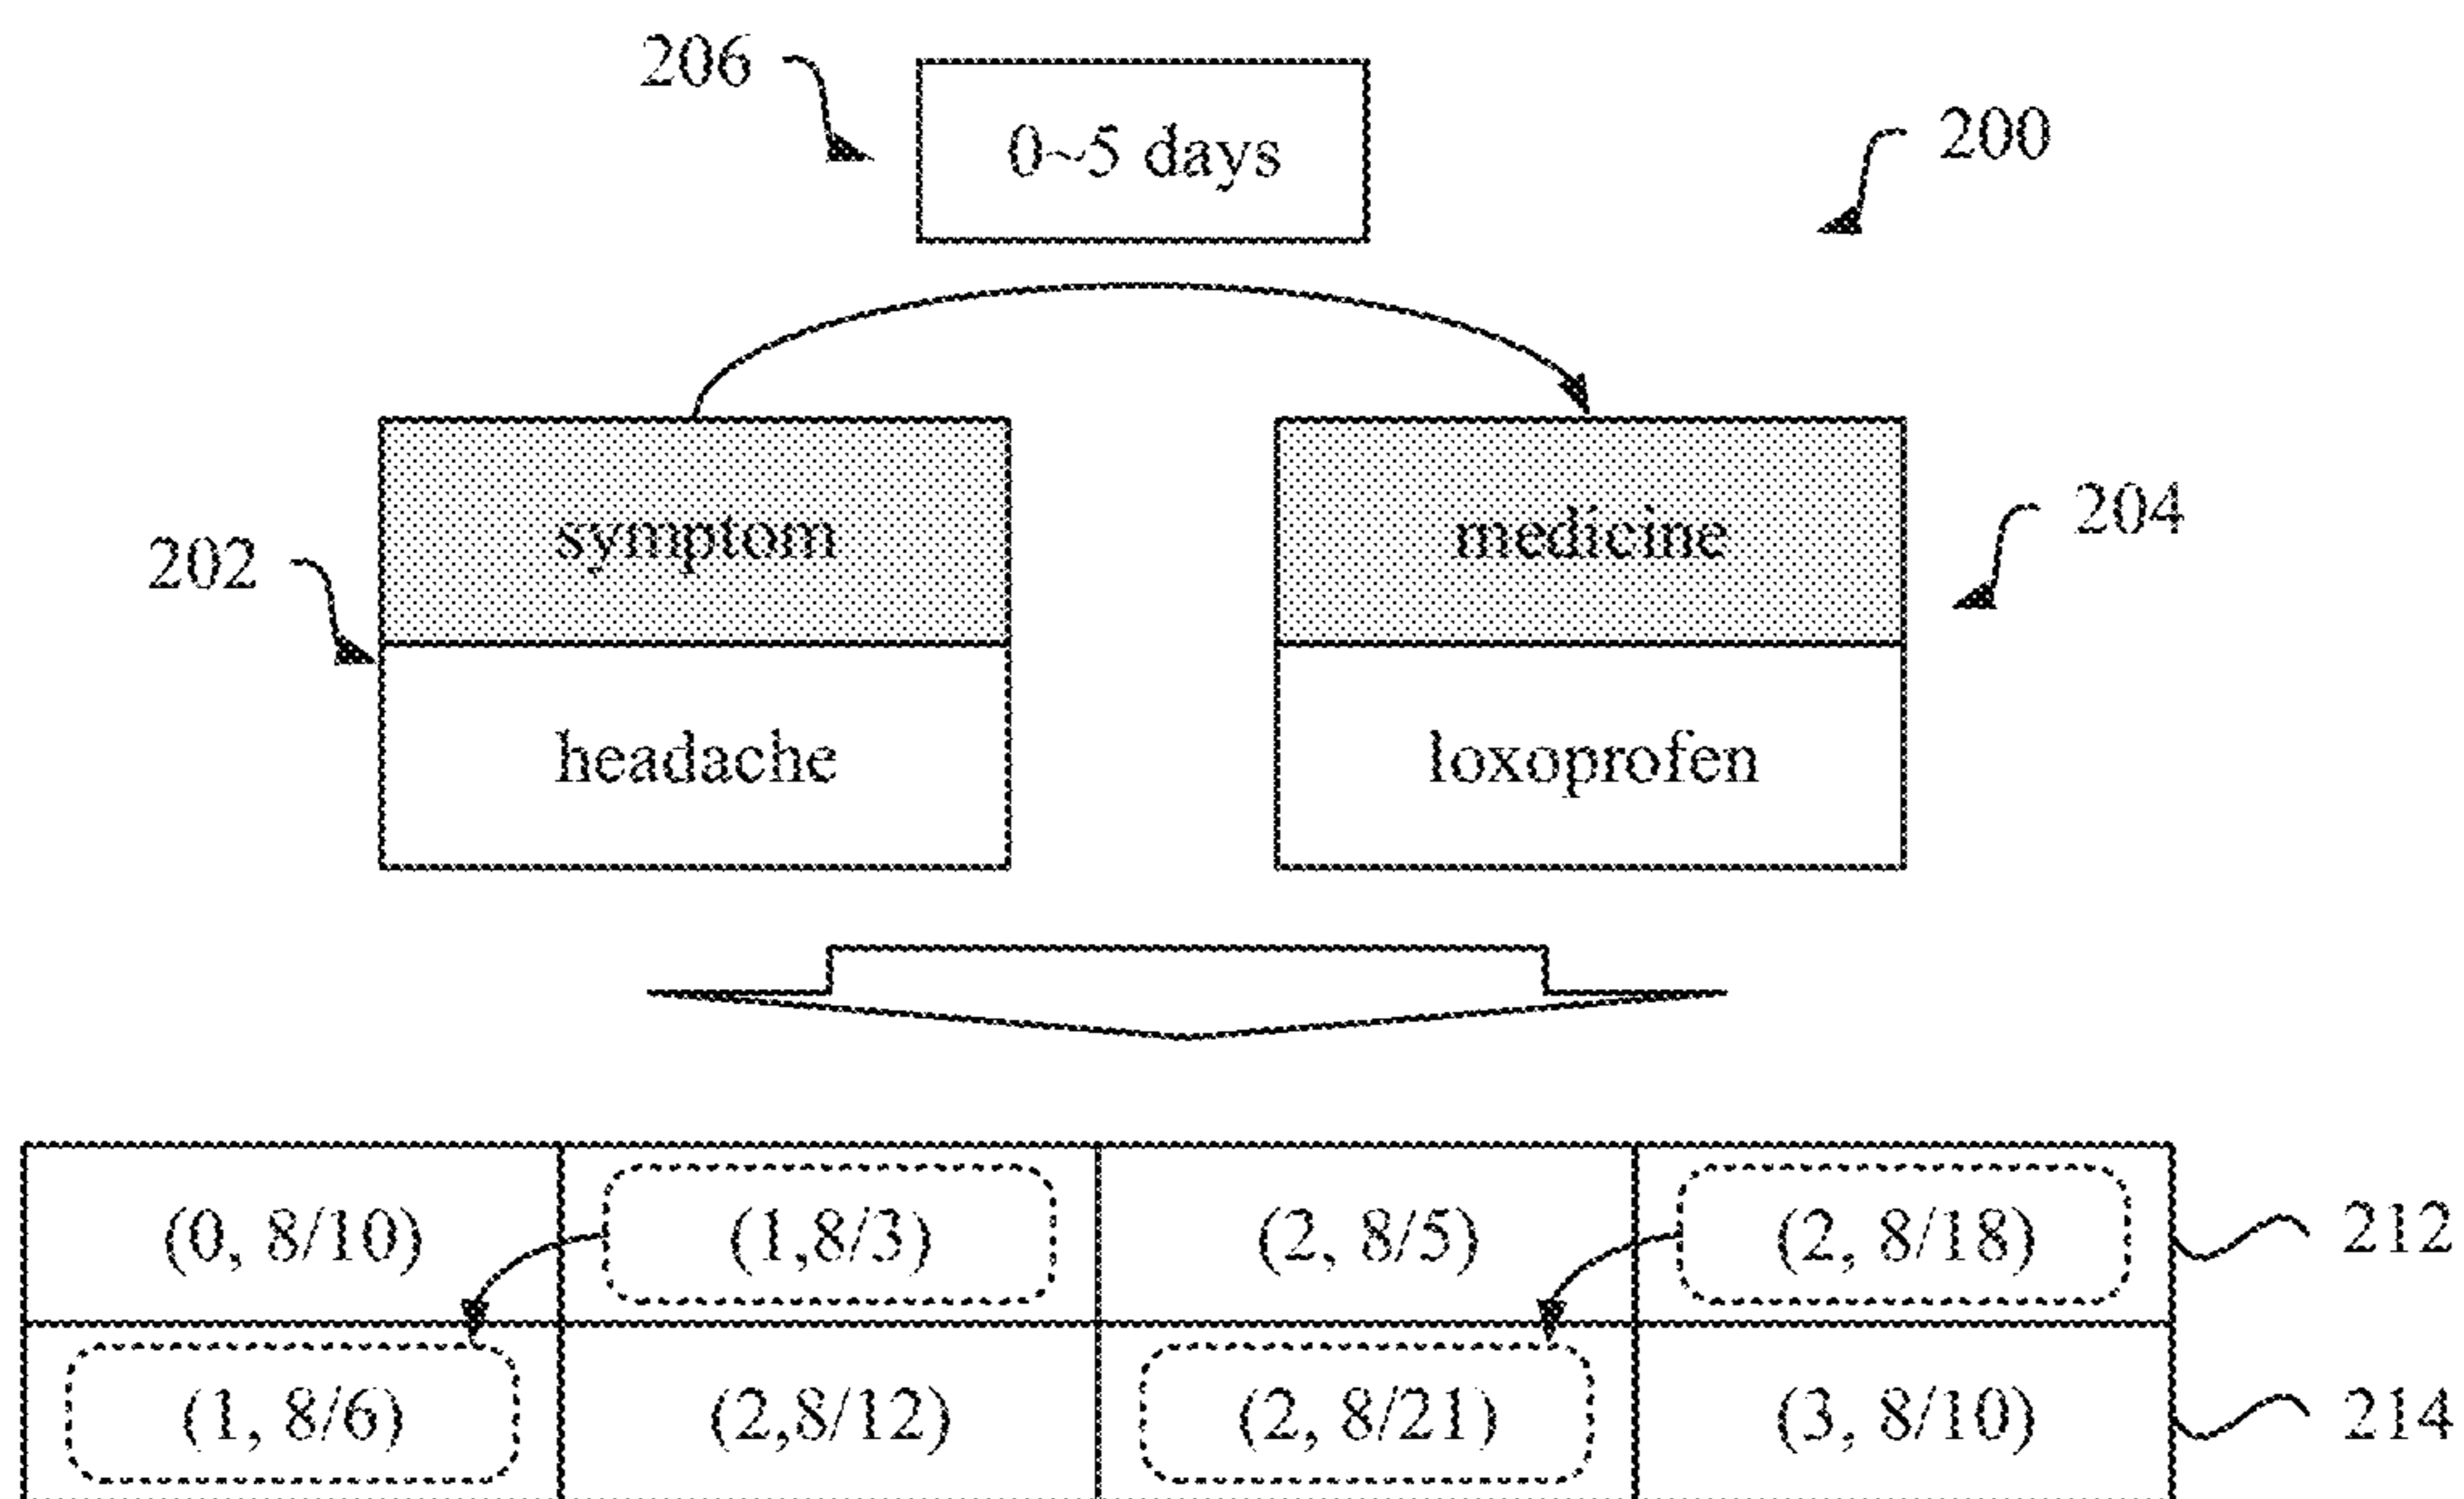 206
0~5 days
200
symptom
medicine
204
202
headache
loxoprofen
(0, 8/10)
(1,8/3)
(2, 8/5)
(2, 8/18)
212
(1, 8/6)
(2,8/12)
(2, 8/21)
(3, 8/10)
214